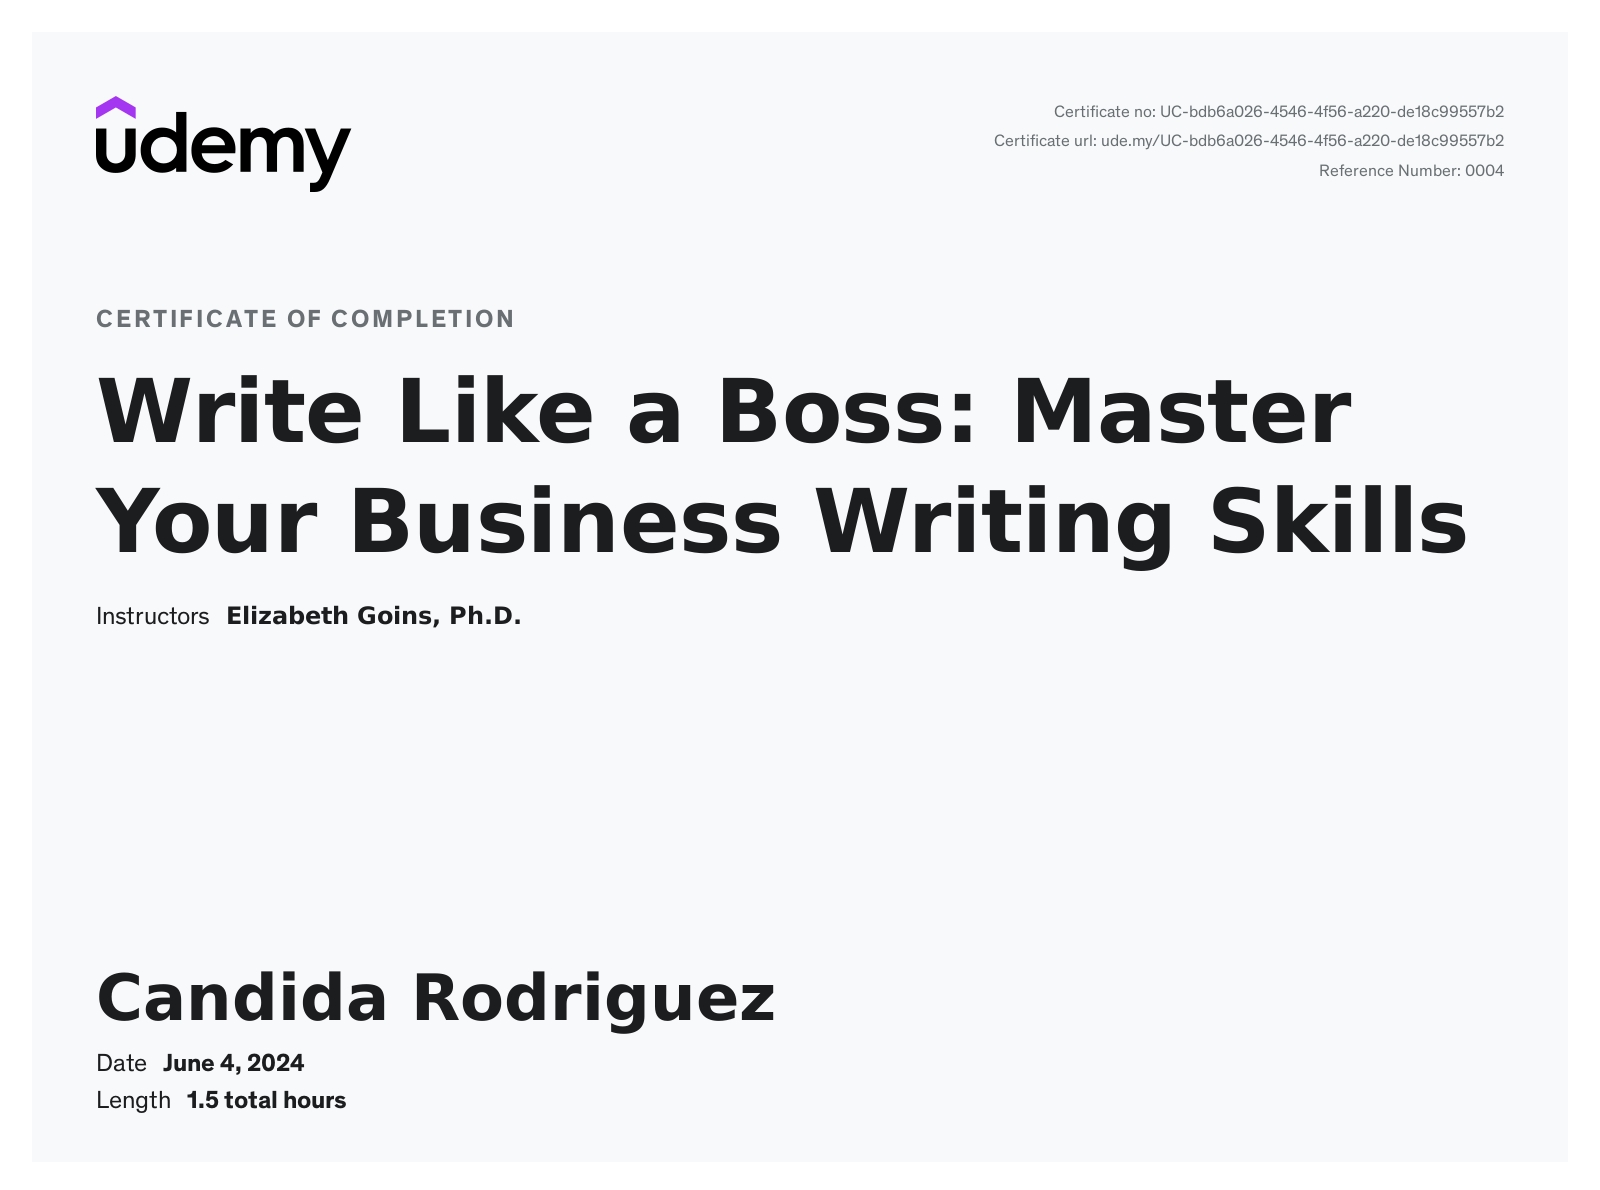 udemy
Certificate no: UC-bdb6a026-4546-4f56-a220-de18c99557b2
Certificate url: ude.my/UC-bdb6a026-4546-4f56-a220-de18c99557b2
Reference Number: 0004
CERTIFICATE OF COMPLETION
Write Like a Boss: Master
Your Business Writing Skills
Instructors Elizabeth Goins, Ph.D.
Candida Rodriguez
Date June 4, 2024
Length 1.5 total hours